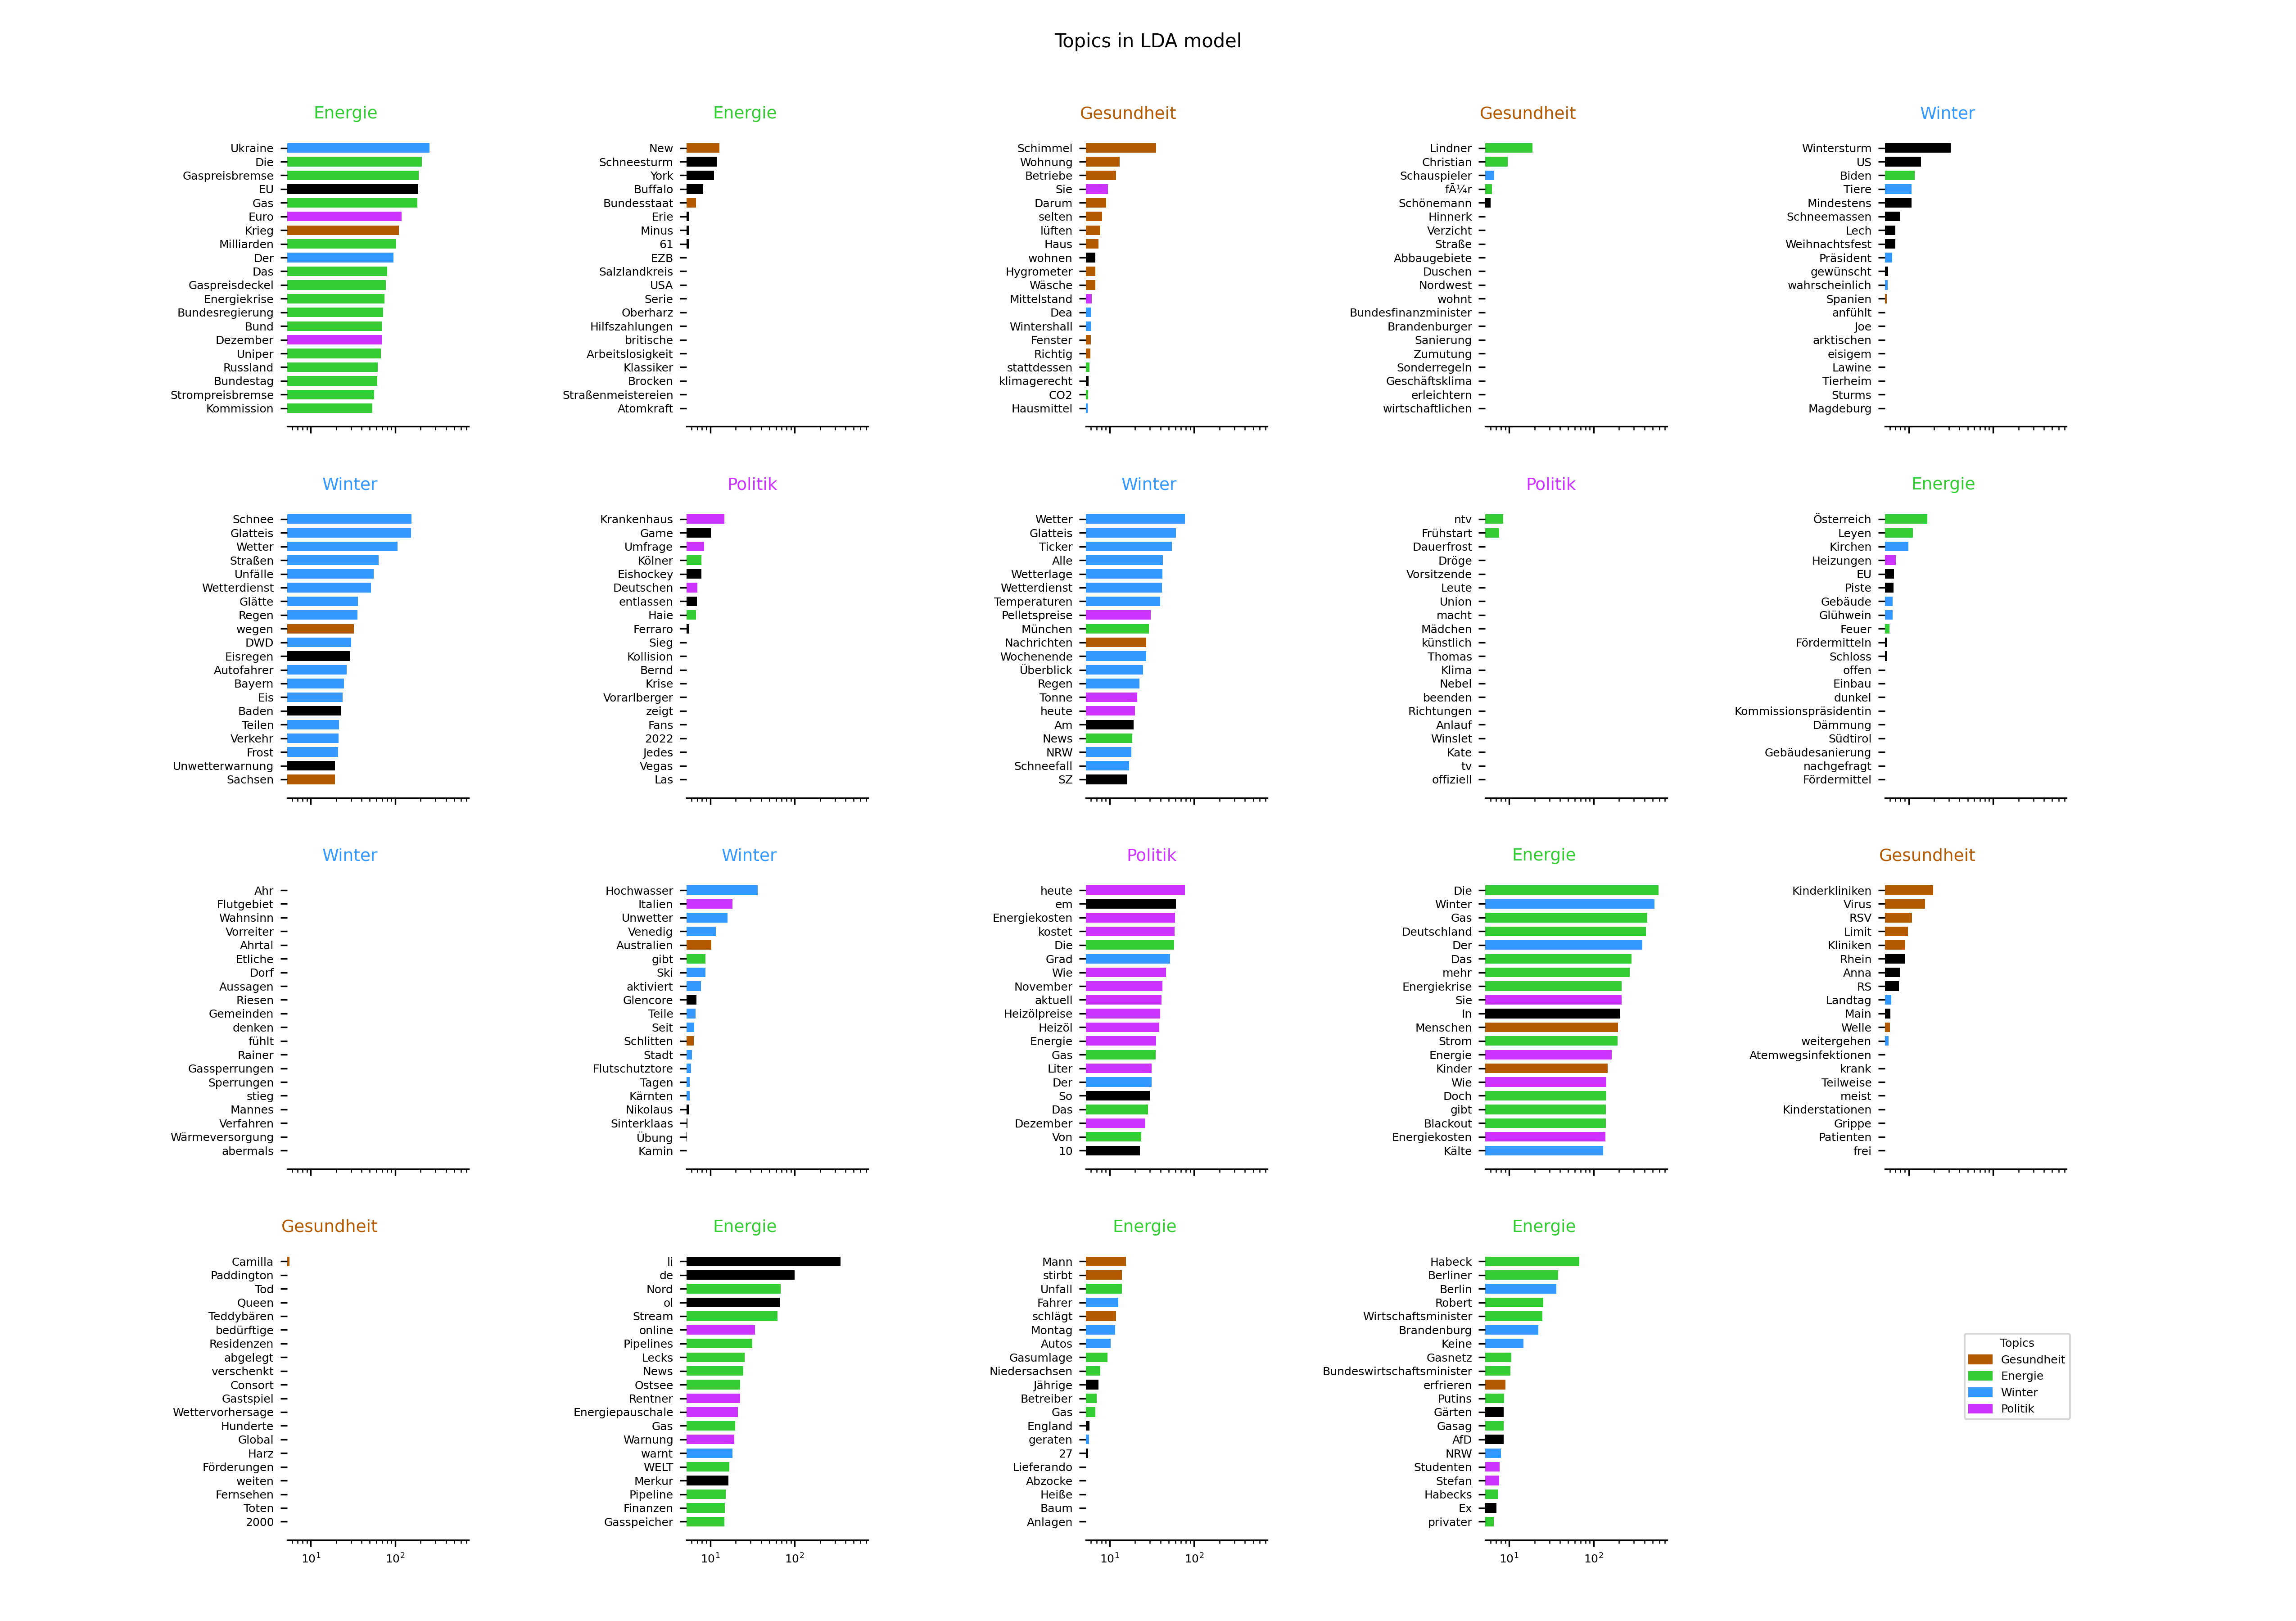 Topics in LDA model
Energie
Ukraine
Die
Gaspreisbremse
EU
Gas
Euro
Krieg
Milliarden
Der
Das
Gaspreisdeckel
Energiekrise
Bundesregierung
Bund
Dezember
Uniper
Russland
Bundestag
Strompreisbremse
Kommission
Energie
New
Schneesturm
York
Buffalo
Bundesstaat
Erie
Minus
61
EZB
Salzlandkreis
USA
Serie
Oberharz
Hilfszahlungen
britische
Arbeitslosigkeit
Klassiker
Brocken
Straßenmeistereien
Atomkraft
Gesundheit
Schimmel
Wohnung
Betriebe
Sie
Darum
selten
lüften
Haus
wohnen
Hygrometer
Wäsche
Mittelstand
Dea
Wintershall
Fenster
Richtig
stattdessen
klimagerecht
CO2
Hausmittel
Gesundheit
Lindner
Christian
Schauspieler
fÃ¼r
Schönemann
Hinnerk
Verzicht
Straße
Abbaugebiete
Duschen
Nordwest
wohnt
Bundesfinanzminister
Brandenburger
Sanierung
Zumutung
Sonderregeln
Geschäftsklima
erleichtern
wirtschaftlichen
Winter
Wintersturm
US
Biden
Tiere
Mindestens
Schneemassen
Lech
Weihnachtsfest
Präsident
gewünscht
wahrscheinlich
Spanien
anfühlt
Joe
arktischen
eisigem
Lawine
Tierheim
Sturms
Magdeburg
Winter
Schnee
Glatteis
Wetter
Straßen
Unfälle
Wetterdienst
Glätte
Regen
wegen
DWD
Eisregen
Autofahrer
Bayern
Eis
Baden
Teilen
Verkehr
Frost
Unwetterwarnung
Sachsen
Politik
Krankenhaus
Game
Umfrage
Kölner
Eishockey
Deutschen
entlassen
Haie
Ferraro
Sieg
Kollision
Bernd
Krise
Vorarlberger
zeigt
Fans
2022
Jedes
Vegas
Las
Winter
Wetter
Glatteis
Ticker
Alle
Wetterlage
Wetterdienst
Temperaturen
Pelletspreise
München
Nachrichten
Wochenende
Überblick
Regen
Tonne
heute
Am
News
NRW
Schneefall
SZ
Politik
ntv
Frühstart
Dauerfrost
Dröge
Vorsitzende
Leute
Union
macht
Mädchen
künstlich
Thomas
Klima
Nebel
beenden
Richtungen
Anlauf
Winslet
Kate
tv
offiziell
Energie
Österreich
Leyen
Kirchen
Heizungen
EU
Piste
Gebäude
Glühwein
Feuer
Fördermitteln
Schloss
offen
Einbau
dunkel
Kommissionspräsidentin
Dämmung
Südtirol
Gebäudesanierung
nachgefragt
Fördermittel
Winter
Ahr
Flutgebiet
Wahnsinn
Vorreiter
Ahrtal
Etliche
Dorf
Aussagen
Riesen
Gemeinden
denken
fühlt
Rainer
Gassperrungen
Sperrungen
stieg
Mannes
Verfahren
Wärmeversorgung
abermals
Winter
Hochwasser
Italien
Unwetter
Venedig
Australien
gibt
Ski
aktiviert
Glencore
Teile
Seit
Schlitten
Stadt
Flutschutztore
Tagen
Kärnten
Nikolaus
Sinterklaas
Übung
Kamin
Politik
heute
em
Energiekosten
kostet
Die
Grad
Wie
November
aktuell
Heizölpreise
Heizöl
Energie
Gas
Liter
Der
So
Das
Dezember
Von
10
Energie
Die
Winter
Gas
Deutschland
Der
Das
mehr
Energiekrise
Sie
In
Menschen
Strom
Energie
Kinder
Wie
Doch
gibt
Blackout
Energiekosten
Kälte
Gesundheit
Kinderkliniken
Virus
RSV
Limit
Kliniken
Rhein
Anna
RS
Landtag
Main
Welle
weitergehen
Atemwegsinfektionen
krank
Teilweise
meist
Kinderstationen
Grippe
Patienten
frei
Gesundheit
Camilla
Paddington
Tod
Queen
Teddybären
bedürftige
Residenzen
abgelegt
verschenkt
Consort
Gastspiel
Wettervorhersage
Hunderte
Global
Harz
Förderungen
weiten
Fernsehen
Toten
2000
10¹ 10²
Energie
li
de
Nord
ol
Stream
online
Pipelines
Lecks
News
Ostsee
Rentner
Energiepauschale
Gas
Warnung
warnt
WELT
Merkur
Pipeline
Finanzen
Gasspeicher
10¹ 10²
Energie
Mann
stirbt
Unfall
Fahrer
schlägt
Montag
Autos
Gasumlage
Niedersachsen
Jährige
Betreiber
Gas
England
geraten
27
Lieferando
Abzocke
Heiße
Baum
Anlagen
10¹ 10²
Energie
Habeck
Berliner
Berlin
Robert
Wirtschaftsminister
Brandenburg
Keine
Gasnetz
Bundeswirtschaftsminister
erfrieren
Putins
Gärten
Gasag
AfD
NRW
Studenten
Stefan
Habecks
Ex
privater
10¹ 10²
Topics
Gesundheit
Energie
Winter
Politik